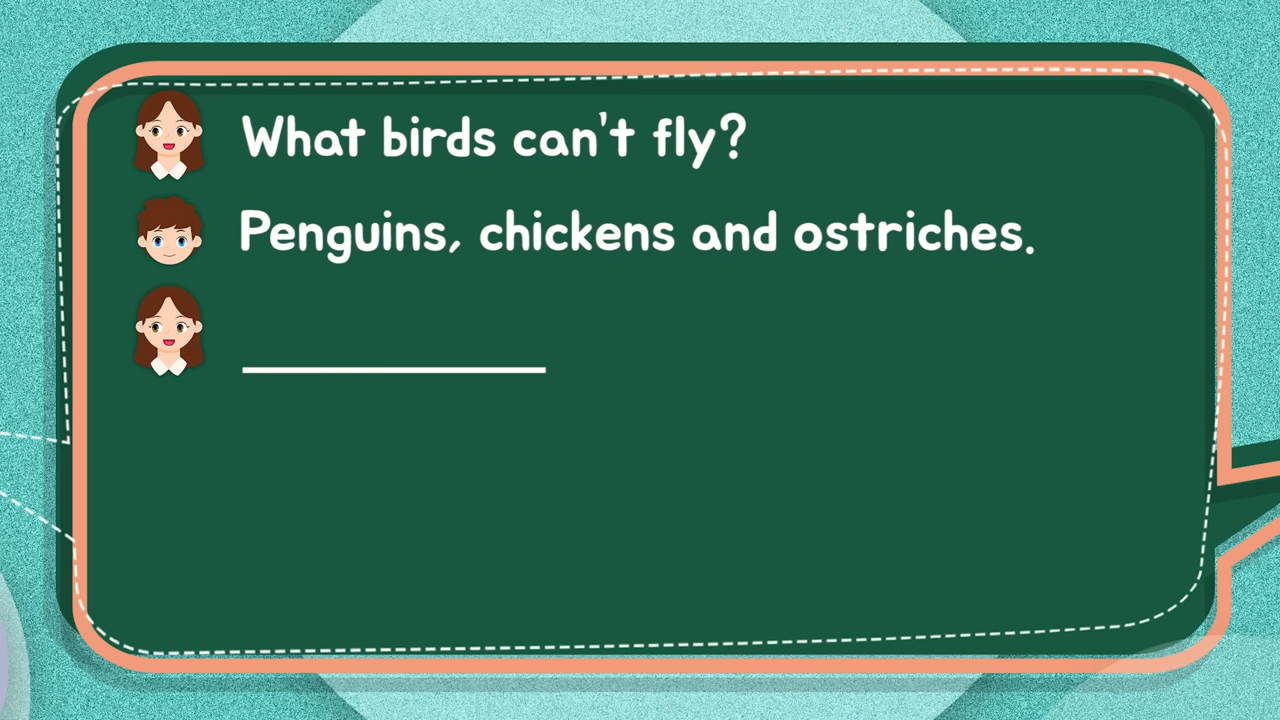 What birds can't fly?
Penguins, chickens and ostriches.